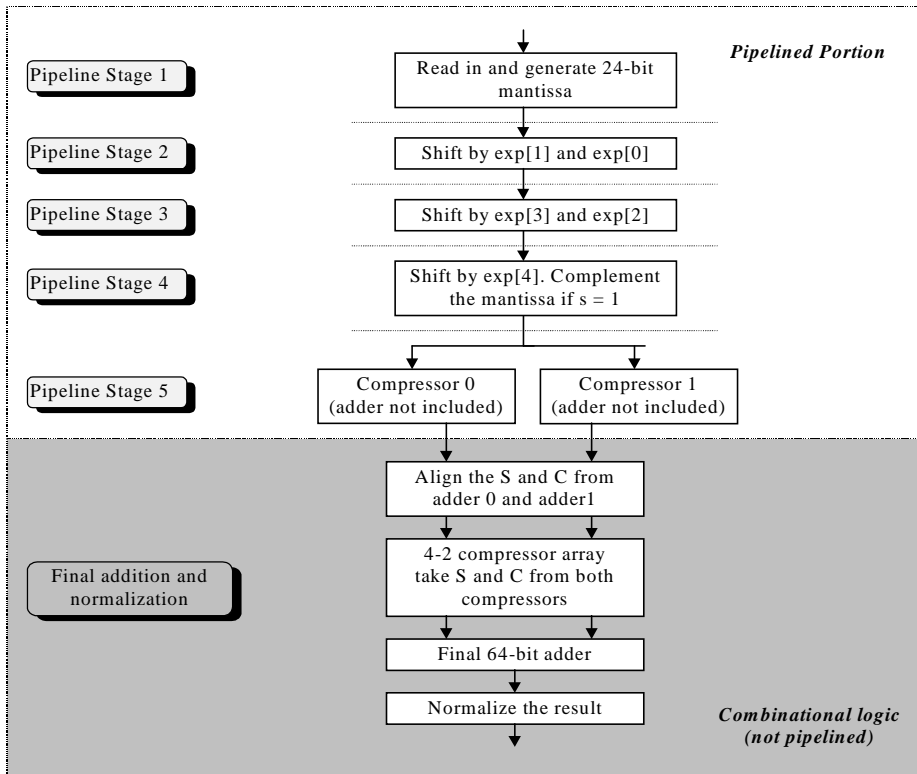 Pipelined Portion
Pipeline Stage 1
Read in and generate 24-bit
mantissa
Pipeline Stage 2
Shift by exp[1] and exp[0]
Pipeline Stage 3
Shift by exp[3] and exp[2]
Pipeline Stage 4
Shift by exp[4]. Complement
the mantissa if s = 1
Pipeline Stage 5
Compressor 0
(adder not included)
Compressor 1
(adder not included)
Align the S and C from
adder 0 and adder1
Final addition and
normalization
4-2 compressor array
take S and C from both
compressors
Final 64-bit adder
Normalize the result
Combinational logic
(not pipelined)